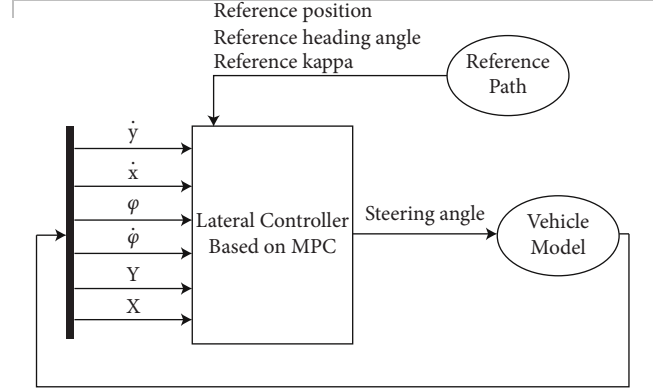 Reference position
Reference heading angle
Reference kappa
Reference
Path
ẏ
ẋ
φ
φ̇
Y
X
Lateral Controller
Based on MPC
Steering angle
Vehicle
Model